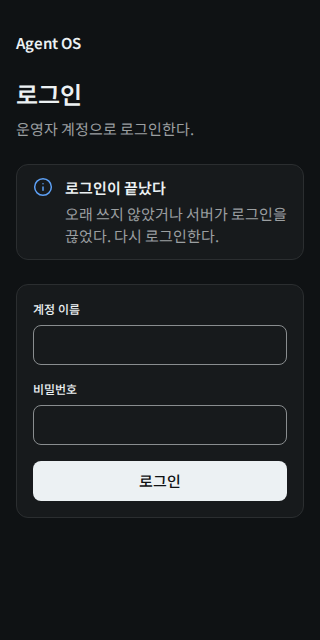 Agent OS
로그인
운영자 계정으로 로그인한다.
로그인이 끝났다
오래 쓰지 않았거나 서버가 로그인을
끊었다. 다시 로그인한다.
계정 이름
비밀번호
로그인